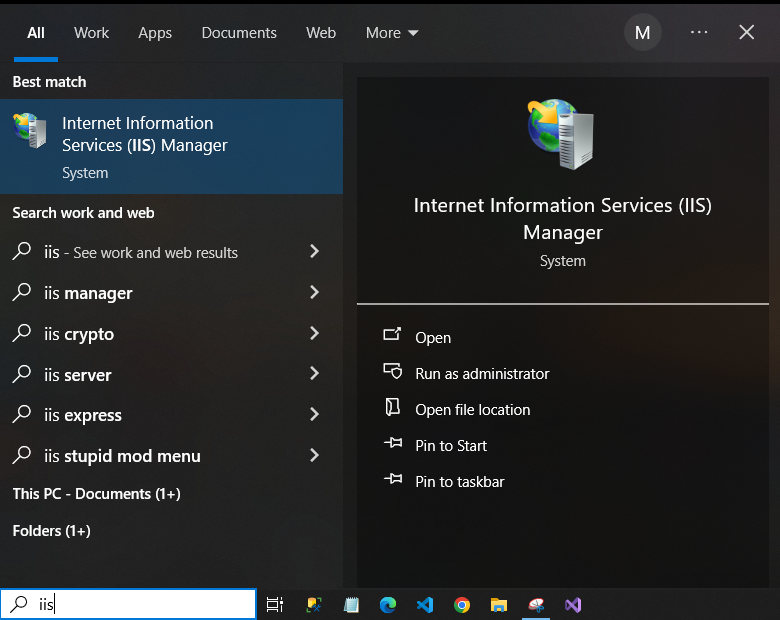 All Work Apps Documents Web More M ...
Best match
Internet Information
Services (IIS) Manager
System
Search work and web
iis - See work and web results
iis manager
iis crypto
iis server
iis express
iis stupid mod menu
This PC - Documents (1+)
Folders (1+)
Internet Information Services (IIS)
Manager
System
Open
Run as administrator
Open file location
Pin to Start
Pin to taskbar
iis